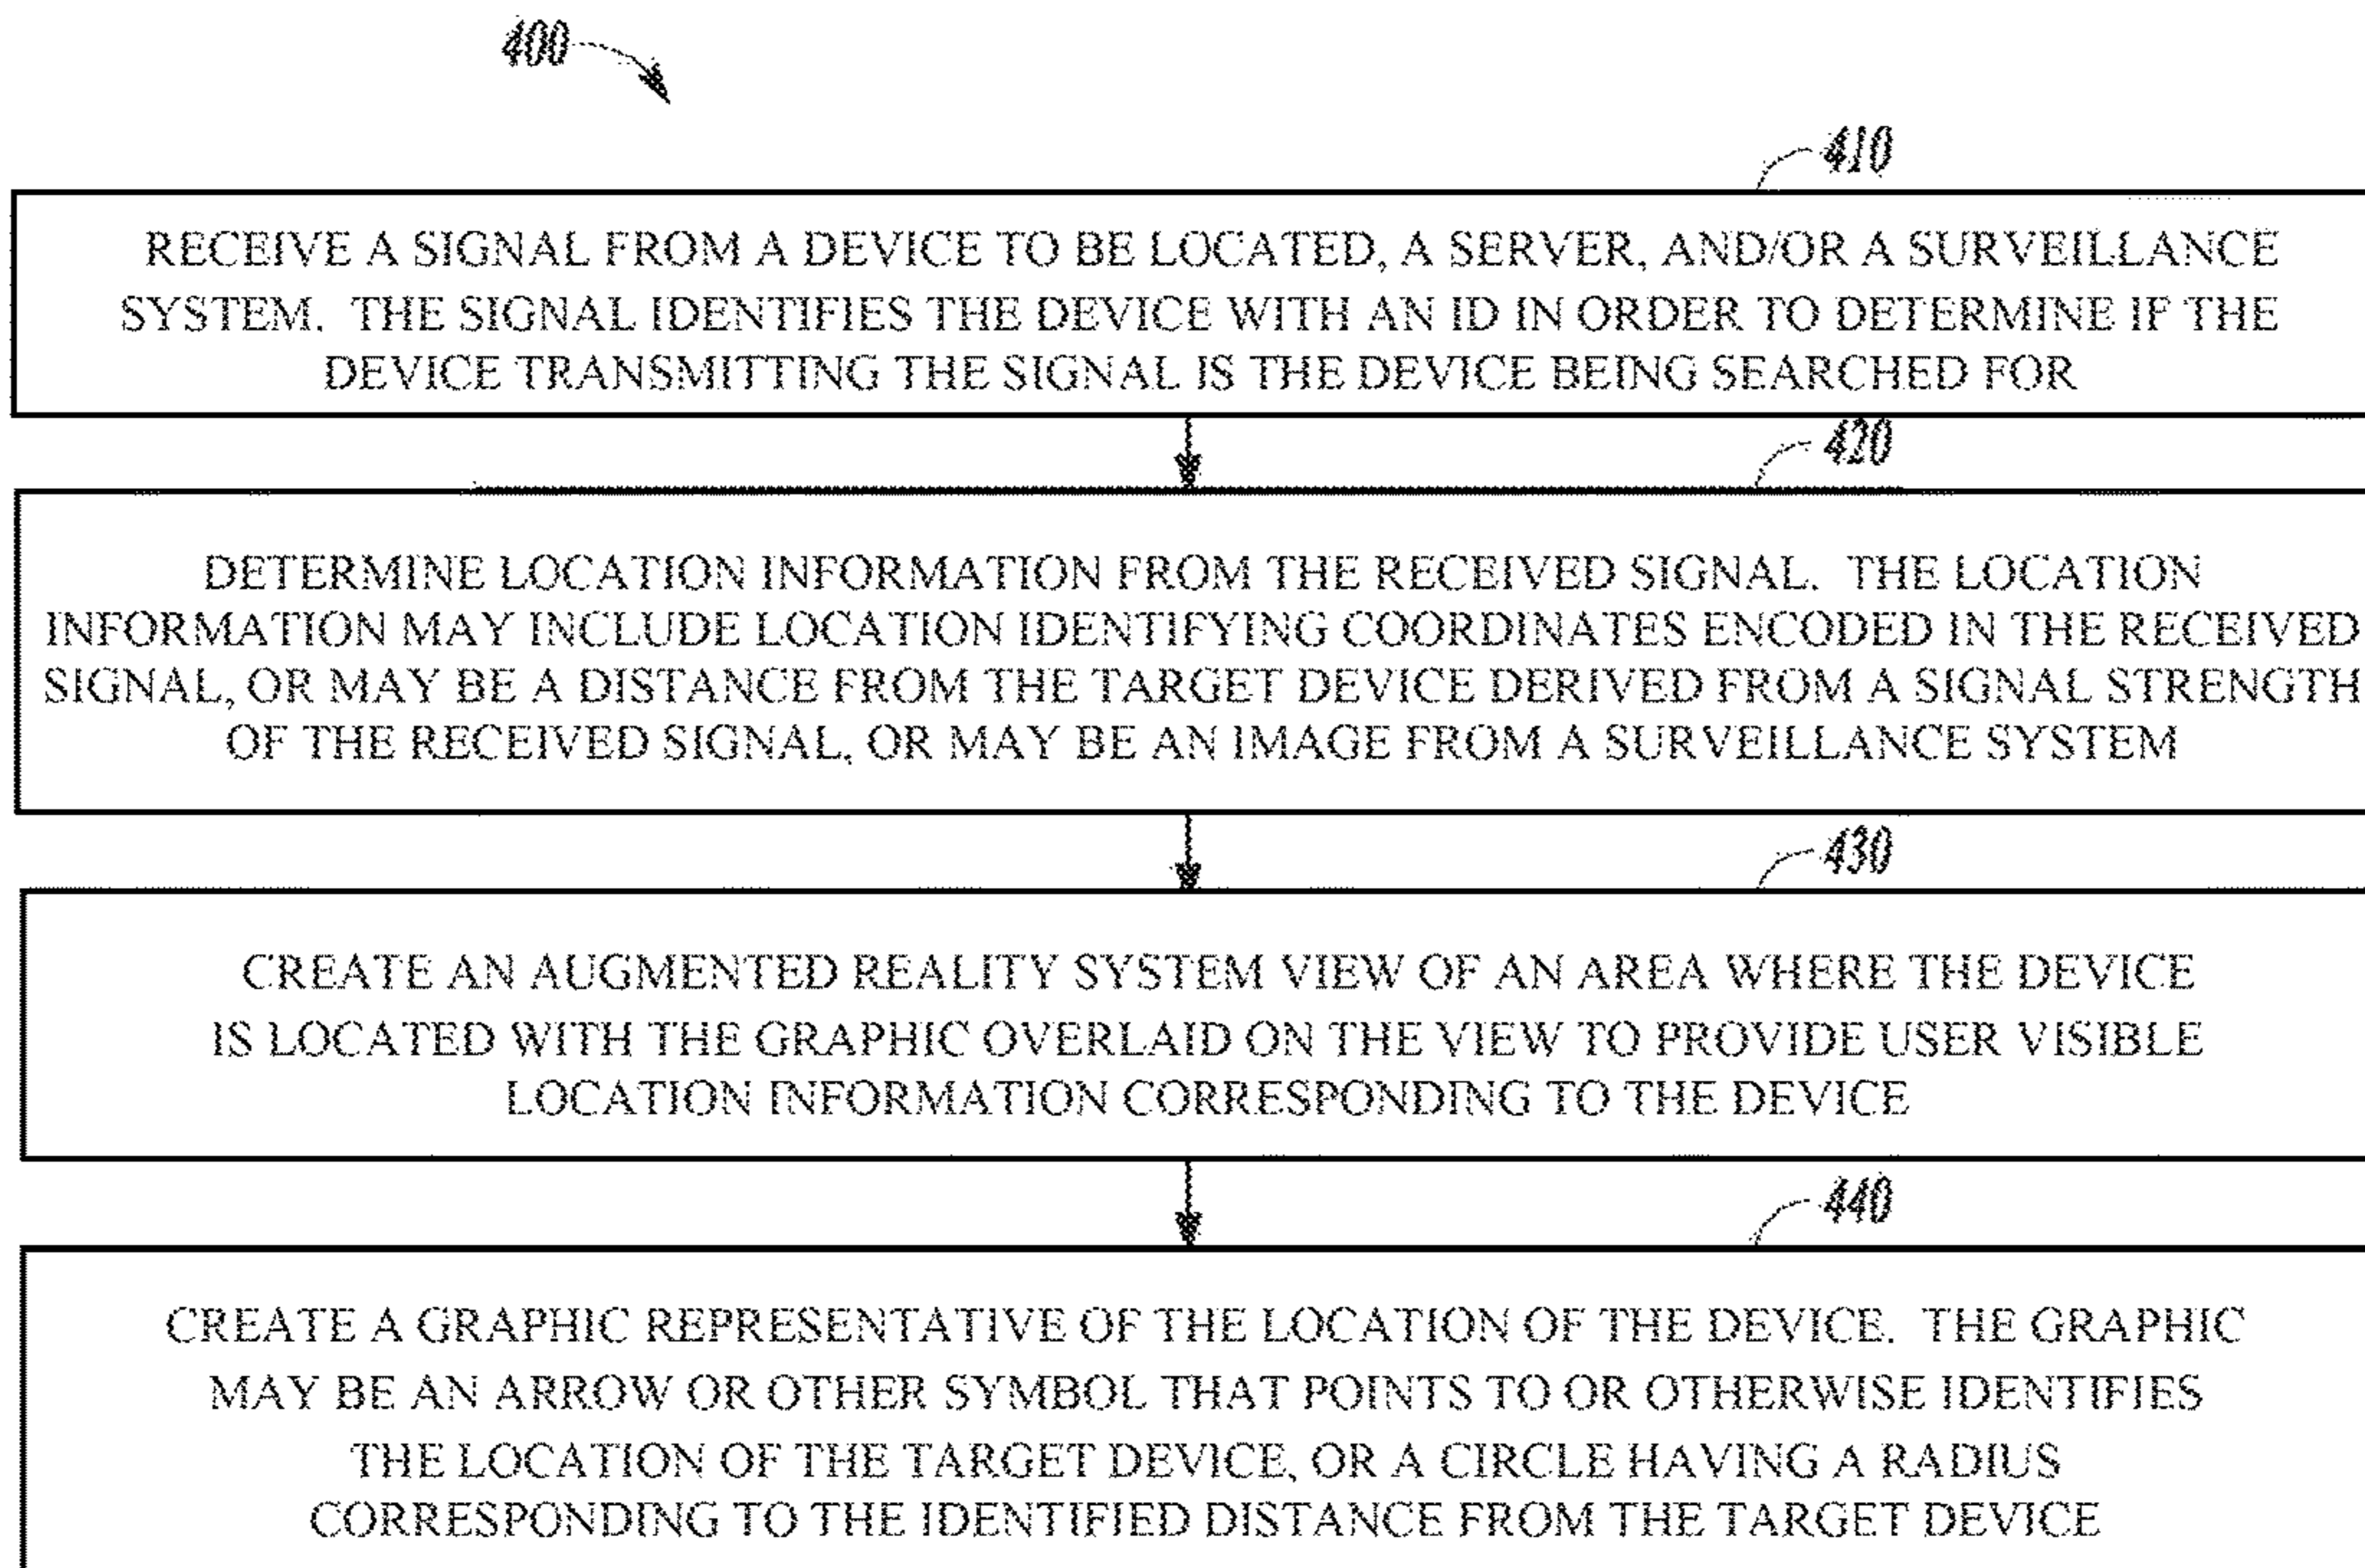 400
410
RECEIVE A SIGNAL FROM A DEVICE TO BE LOCATED, A SERVER, AND/OR A SURVEILLANCE
SYSTEM. THE SIGNAL IDENTIFIES THE DEVICE WITH AN ID IN ORDER TO DETERMINE IF THE
DEVICE TRANSMITTING THE SIGNAL IS THE DEVICE BEING SEARCHED FOR
420
DETERMINE LOCATION INFORMATION FROM THE RECEIVED SIGNAL. THE LOCATION
INFORMATION MAY INCLUDE LOCATION IDENTIFYING COORDINATES ENCODED IN THE RECEIVED
SIGNAL, OR MAY BE A DISTANCE FROM THE TARGET DEVICE DERIVED FROM A SIGNAL STRENGTH
OF THE RECEIVED SIGNAL, OR MAY BE AN IMAGE FROM A SURVEILLANCE SYSTEM
430
CREATE AN AUGMENTED REALITY SYSTEM VIEW OF AN AREA WHERE THE DEVICE
IS LOCATED WITH THE GRAPHIC OVERLAID ON THE VIEW TO PROVIDE USER VISIBLE
LOCATION INFORMATION CORRESPONDING TO THE DEVICE
440
CREATE A GRAPHIC REPRESENTATIVE OF THE LOCATION OF THE DEVICE. THE GRAPHIC
MAY BE AN ARROW OR OTHER SYMBOL THAT POINTS TO OR OTHERWISE IDENTIFIES
THE LOCATION OF THE TARGET DEVICE, OR A CIRCLE HAVING A RADIUS
CORRESPONDING TO THE IDENTIFIED DISTANCE FROM THE TARGET DEVICE